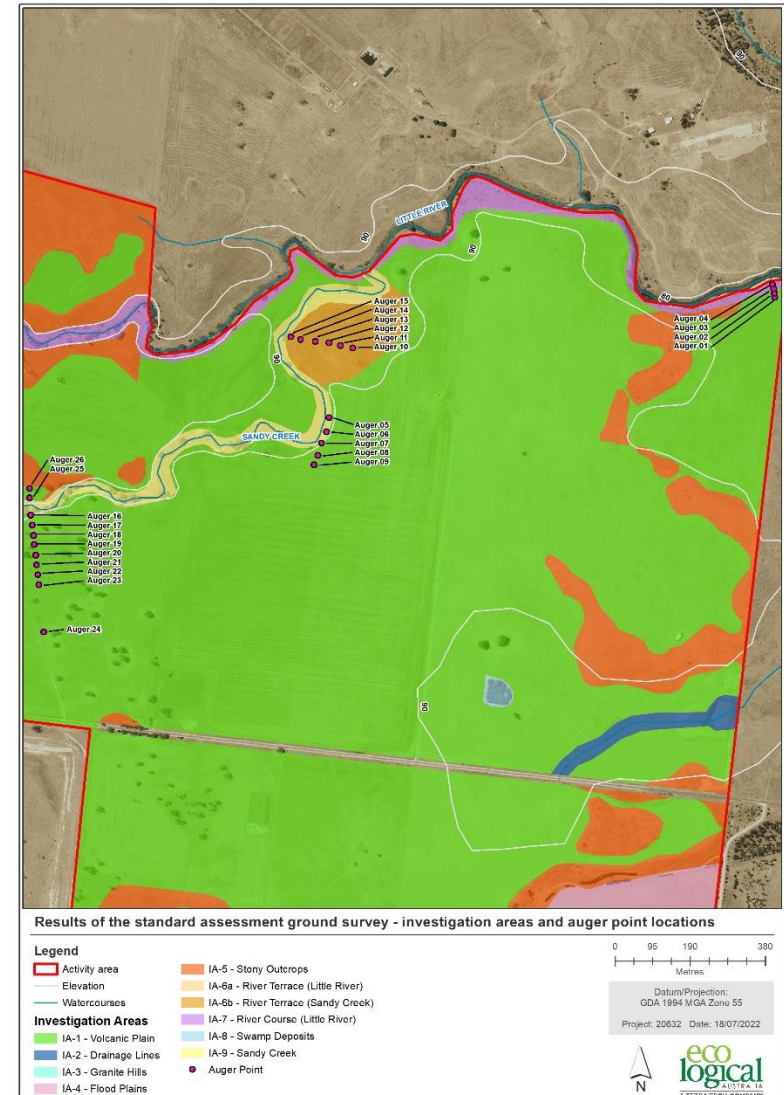 90
LITTLE RIVER
90
90
80
Auger 15
Auger 14
Auger 13
Auger 12
Auger 11
Auger 10
Auger 04
Auger 03
Auger 02
Auger 01
90
SANDY CREEK
Auger 05
Auger 06
Auger 07
Auger 08
Auger 09
Auger 26
Auger 25
Auger 16
Auger 17
Auger 18
Auger 19
Auger 20
Auger 21
Auger 22
Auger 23
Auger 24
90
Results of the standard assessment ground survey - investigation areas and auger point locations
Legend
Activity area
Elevation
Watercourses
Investigation Areas
IA-1 - Volcanic Plain
IA-2 - Drainage Lines
IA-3 - Granite Hills
IA-4 - Flood Plains
IA-5 - Stony Outcrops
IA-6a - River Terrace (Little River)
IA-6b - River Terrace (Sandy Creek)
IA-7 - River Course (Little River)
IA-8 - Swamp Deposits
IA-9 - Sandy Creek
Auger Point
0 95 190 380
Metres
Datum/Projection:
GDA 1994 MGA Zone 55
Project: 20632 Date: 18/07/2022
N
eco
logical
AUSTRALIA
A TETRA TECH COMPANY